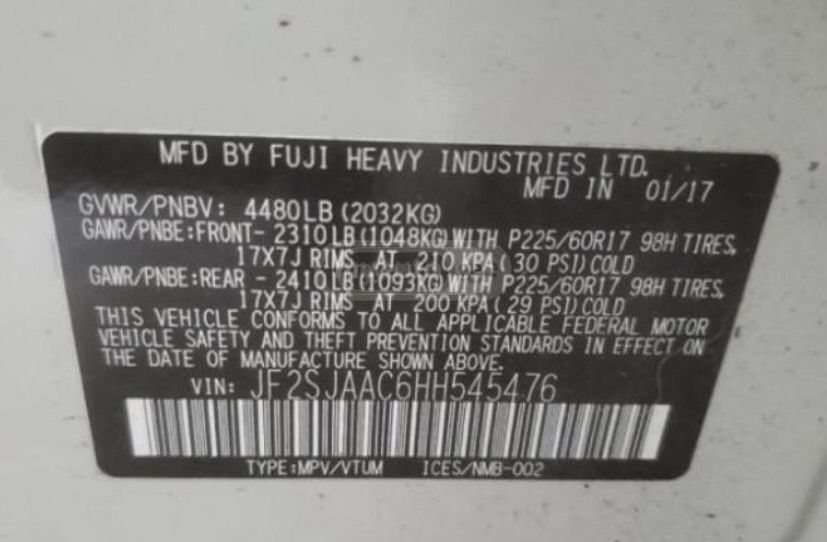 MFD BY FUJI HEAVY INDUSTRIES LTD.
MFD IN 01/17
GVWR/PNBV: 4480LB(2032KG)
GAWR/PNBE:FRONT- 2310LB(1048KG)WITH P225/60R17 98H TIRES,
17X7J RIMS AT 210 KPA(30 PSI)COLD
GAWR/PNBE:REAR - 2410LB(1093KG)WITH P225/60R17 98H TIRES,
17X7J RIMS AT 200 KPA(29 PSI)COLD
THIS VEHICLE CONFORMS TO ALL APPLICABLE FEDERAL MOTOR
VEHICLE SAFETY AND THEFT PREVENTION STANDARDS IN EFFECT ON
THE DATE OF MANUFACTURE SHOWN ABOVE.
VIN: JF2SJAAC6HH545476
TYPE:MPV/VTUM ICES/NMB-002